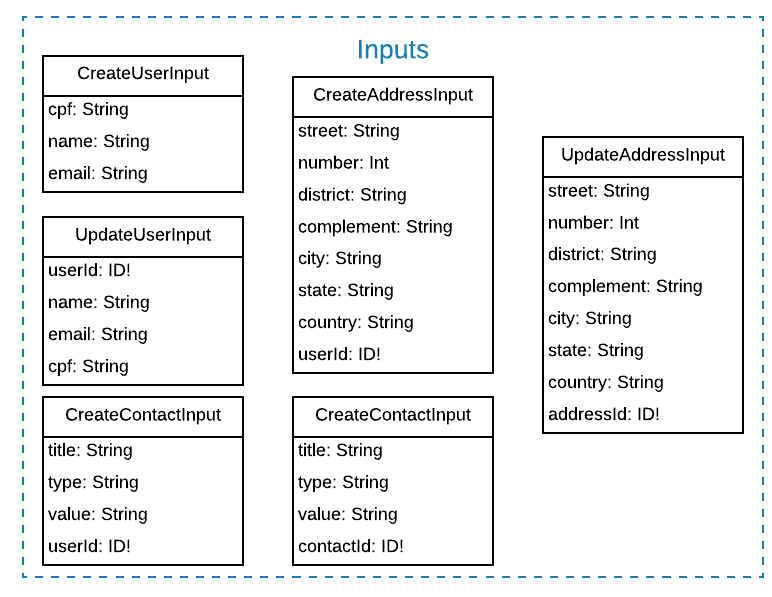 Inputs
CreateUserInput
cpf: String
name: String
email: String
UpdateUserInput
userId: ID!
name: String
email: String
cpf: String
CreateContactInput
title: String
type: String
value: String
userId: ID!
CreateAddressInput
street: String
number: Int
district: String
complement: String
city: String
state: String
country: String
userId: ID!
CreateContactInput
title: String
type: String
value: String
contactId: ID!
UpdateAddressInput
street: String
number: Int
district: String
complement: String
city: String
state: String
country: String
addressId: ID!